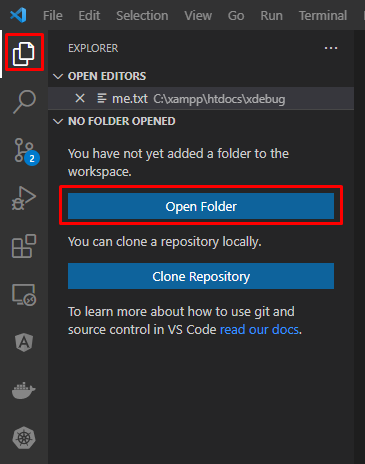 File Edit Selection View Go Run Terminal
EXPLORER ...
OPEN EDITORS
me.txt C:\xampp\htdocs\xdebug
NO FOLDER OPENED
You have not yet added a folder to the
workspace.
Open Folder
You can clone a repository locally.
Clone Repository
To learn more about how to use git and
source control in VS Code read our docs.
2